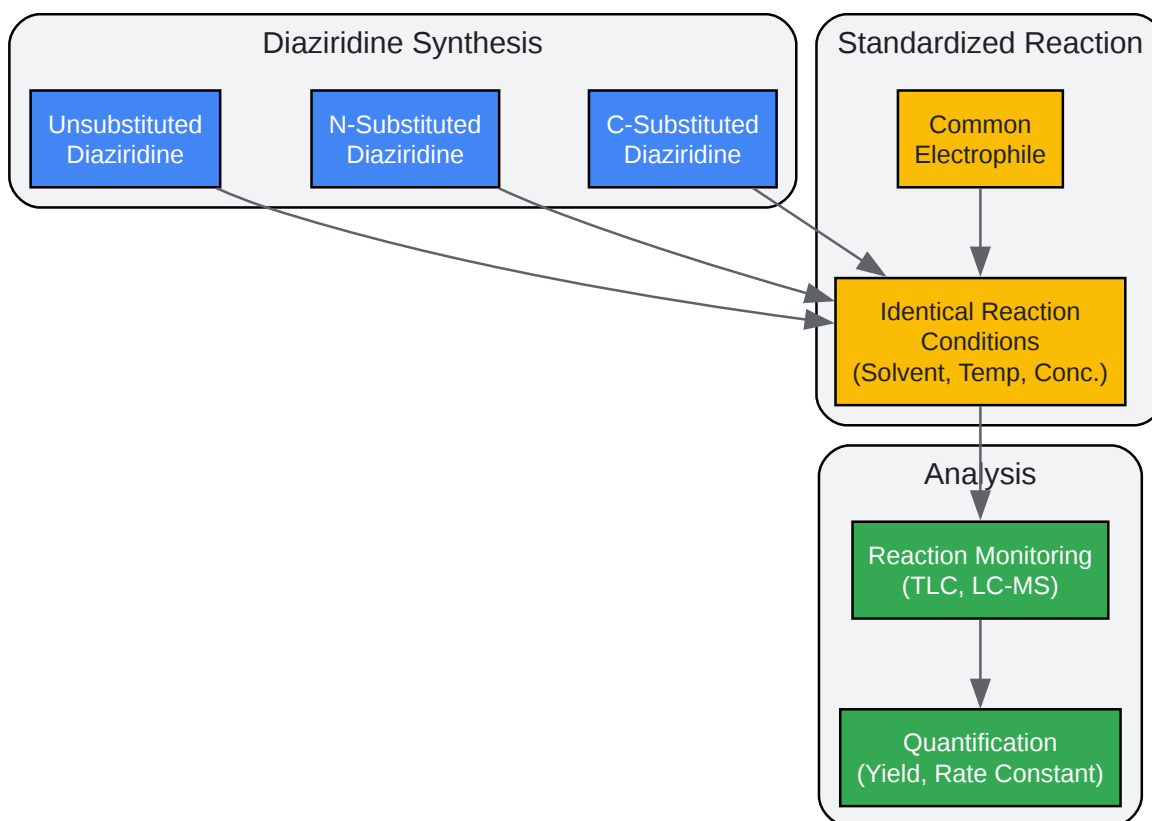 Diaziridine Synthesis
Unsubstituted
Diaziridine
N-Substituted
Diaziridine
C-Substituted
Diaziridine
Standardized Reaction
Common
Electrophile
Identical Reaction
Conditions
(Solvent, Temp, Conc.)
Analysis
Reaction Monitoring
(TLC, LC-MS)
Quantification
(Yield, Rate Constant)